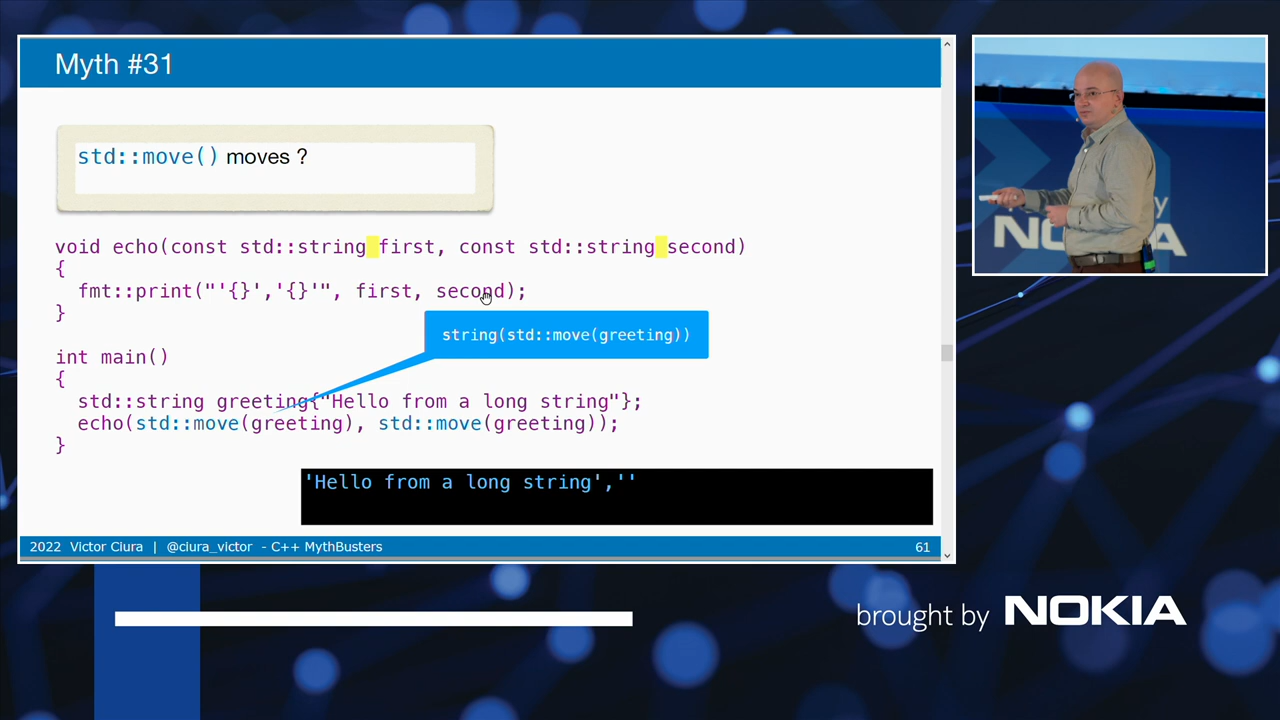 Myth #31
std::move() moves ?
void echo(const std::string first, const std::string second)
{
fmt::print("'{}','{}'", first, second);
}
string(std::move(greeting))
int main()
{
std::string greeting{"Hello from a long string"};
echo(std::move(greeting), std::move(greeting));
}
'Hello from a long string',''
2022 Victor Ciura | @ciura_victor - C++ MythBusters
61
brought by NOKIA